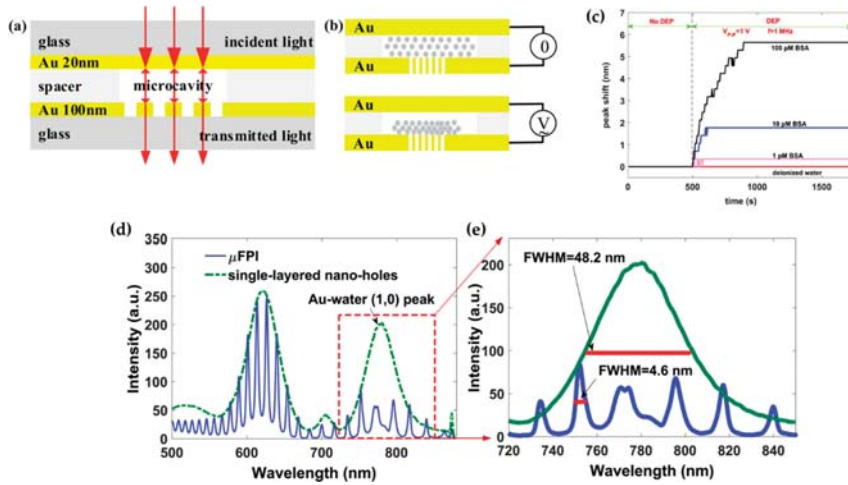 (a)
glass
incident light
Au 20nm
spacer
microcavity
Au 100nm
glass
transmitted light
(b)
Au
0
Au
Au
V
~
Au
(c)
No DEP
DEP
f=1 MHz
100 µM BSA
10 µM BSA
1 pM BSA
deionized water
peak shift (nm)
7
6
5
4
3
2
1
0
0
500
1000
1500
time (s)
(d)
µFPI
single-layered nano-holes
Au-water (1,0) peak
Intensity (a.u.)
350
300
250
200
150
100
50
0
500
600
700
800
Wavelength (nm)
(e)
FWHM=48.2 nm
FWHM=4.6 nm
Intensity (a.u.)
200
150
100
50
0
720
740
760
780
800
820
840
Wavelength (nm)